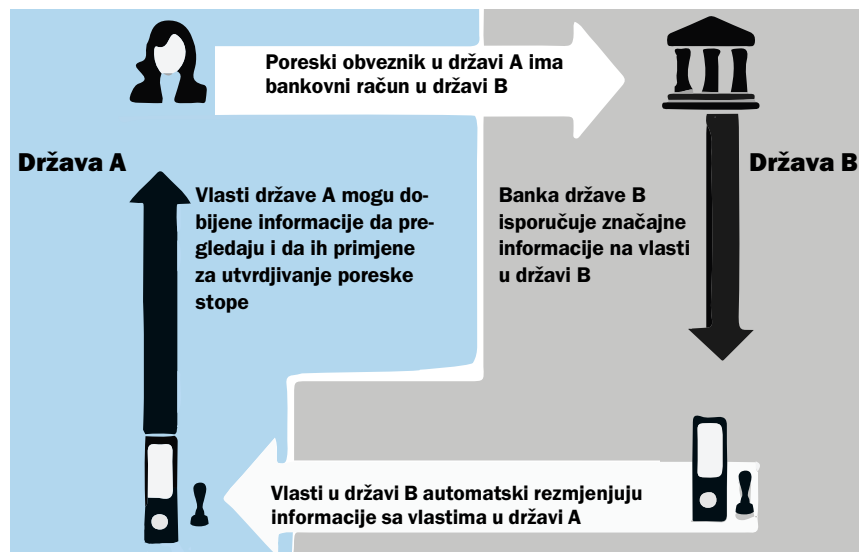 Poreski obveznik u državi A ima
bankovni račun u državi B
Država A
Država B
Vlasti države A mogu do-
bijene informacije da pre-
gledaju i da ih primjene
za utvrdjivanje poreske
stope
Banka države B
isporučuje značajne
informacije na vlasti
u državi B
Vlasti u državi B automatski rezmjenjuju
informacije sa vlastima u državi A